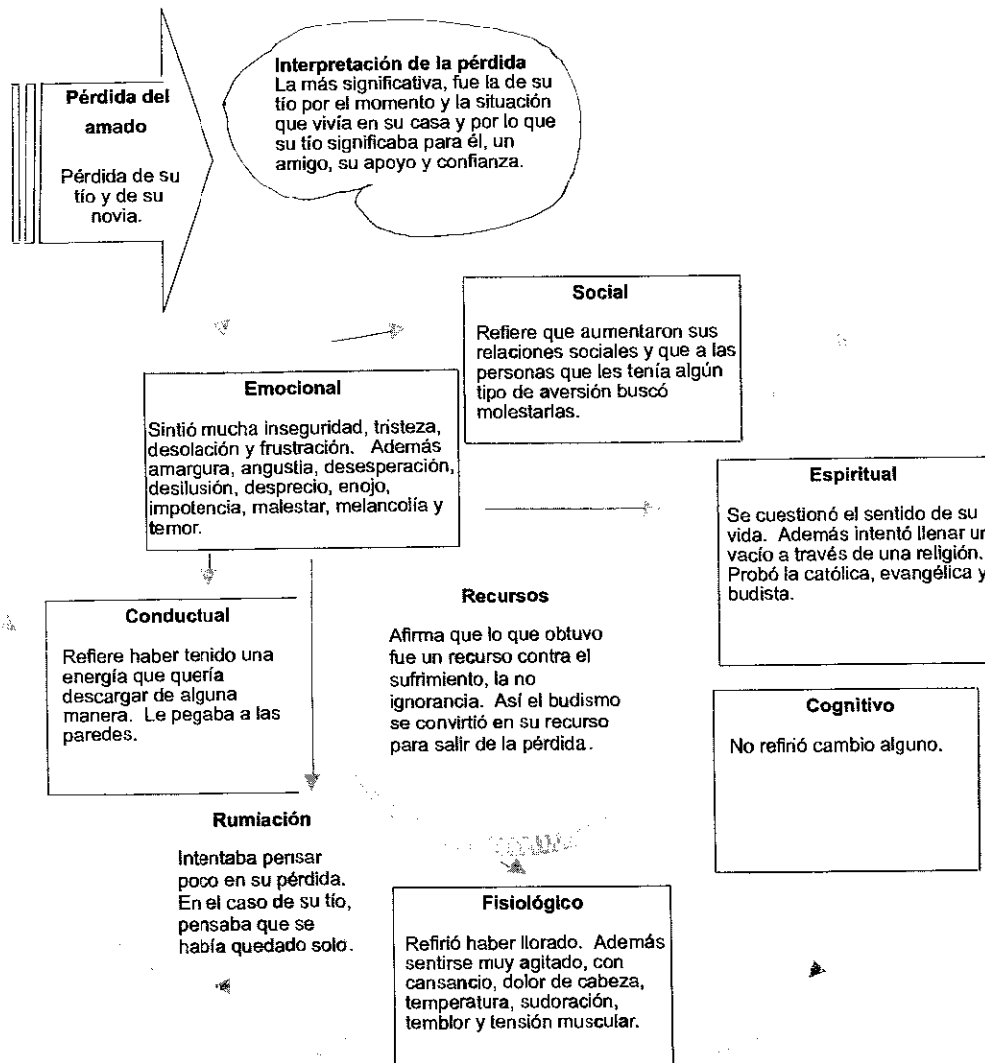 Pérdida del
amado
Pérdida de su
tío y de su
novia.
Interpretación de la pérdida
La más significativa, fue la de su
tío por el momento y la situación
que vivía en su casa y por lo que
su tío significaba para él, un
amigo, su apoyo y confianza.
Social
Refiere que aumentaron sus
relaciones sociales y que a las
personas que les tenía algún
tipo de aversión buscó
molestarlas.
Emocional
Sintió mucha inseguridad, tristeza,
desolación y frustración. Además
amargura, angustia, desesperación,
desilusión, desprecio, enojo,
impotencia, malestar, melancolía y
temor.
Espiritual
Se cuestionó el sentido de su
vida. Además intentó llenar un
vacío a través de una religión.
Probó la católica, evangélica y
budista.
Conductual
Refiere haber tenido una
energía que quería
descargar de alguna
manera. Le pegaba a las
paredes.
Recursos
Afirma que lo que obtuvo
fue un recurso contra el
sufrimiento, la no
ignorancia. Así el budismo
se convirtió en su recurso
para salir de la pérdida.
Cognitivo
No refirió cambio alguno.
Rumiación
Intentaba pensar
poco en su pérdida.
En el caso de su tío,
pensaba que se
había quedado solo.
Fisiológico
Refirió haber llorado. Además
sentirse muy agitado, con
cansancio, dolor de cabeza,
temperatura, sudoración,
temblor y tensión muscular.